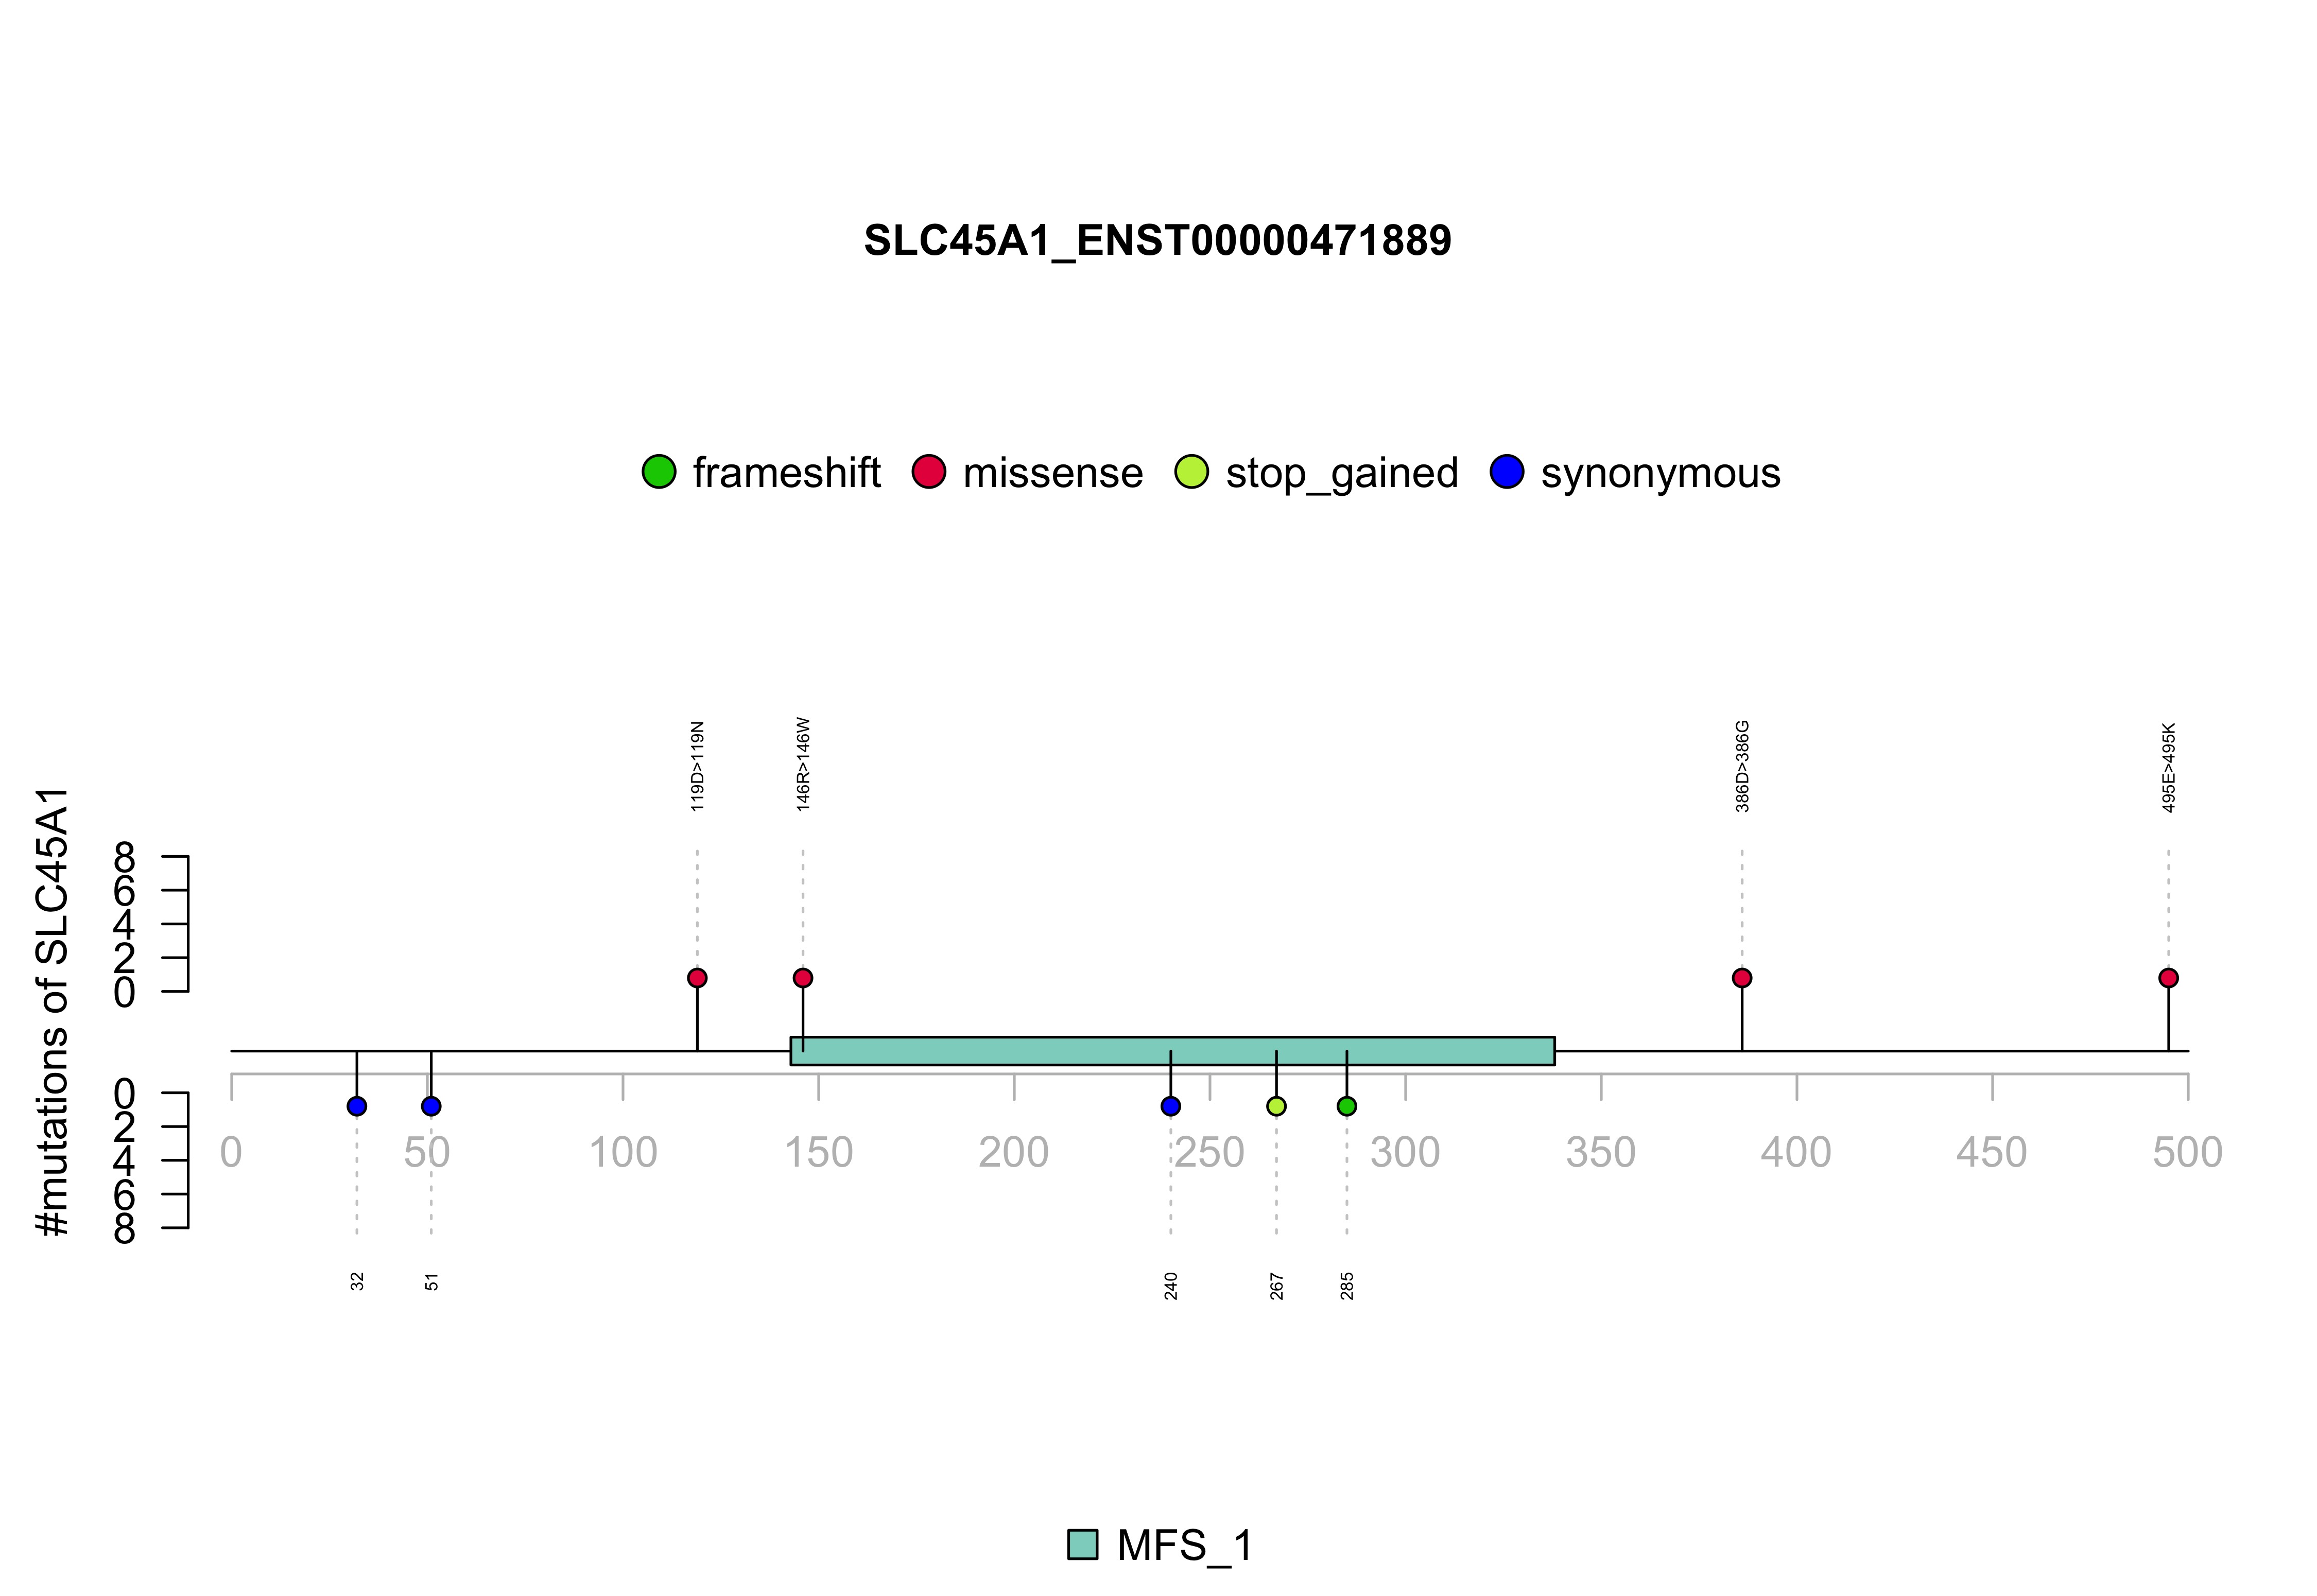 SLC45A1_ENST00000471889
frameshift missense stop_gained synonymous
119D>119N 146R>146W 386D>386G 495E>495K
#mutations of SLC45A1
8
6
4
2
0
0
2
4
6
8
0 50 100 150 200 250 300 350 400 450 500
32 51 240 267 285
MFS_1